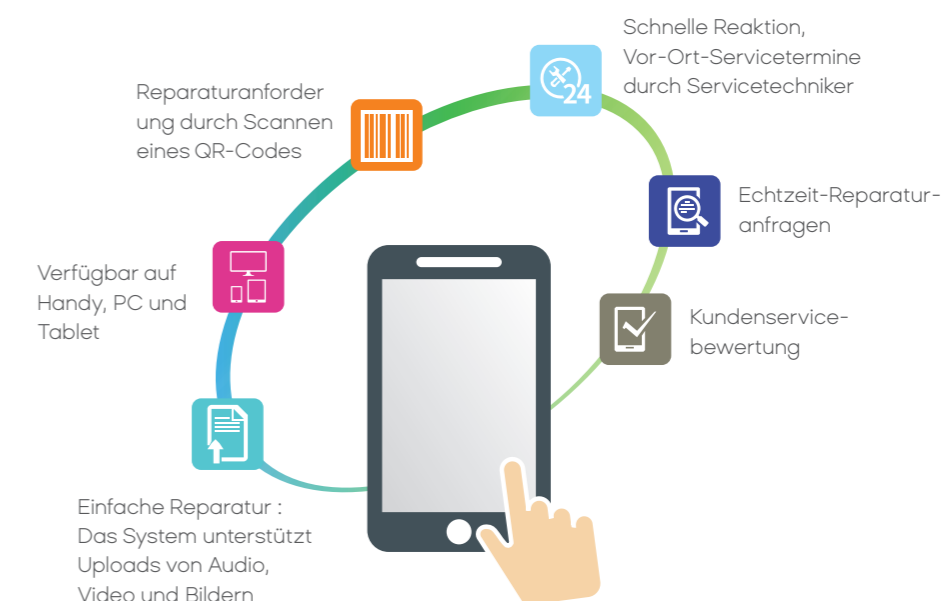 Schnelle Reaktion,
Vor-Ort-Servicetermine
durch Servicetechniker
24
Reparaturanforder
ung durch Scannen
eines QR-Codes
Echtzeit-Reparatur-
anfragen
Verfügbar auf
Handy, PC und
Tablet
Kundenservice-
bewertung
Einfache Reparatur :
Das System unterstützt
Uploads von Audio,
Video und Bildern